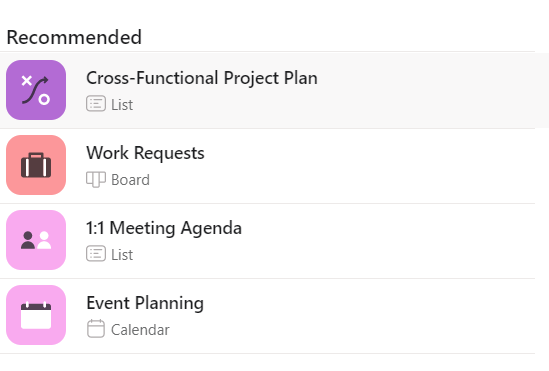 Recommended
Cross-Functional Project Plan
List
Work Requests
Board
1:1 Meeting Agenda
List
Event Planning
Calendar